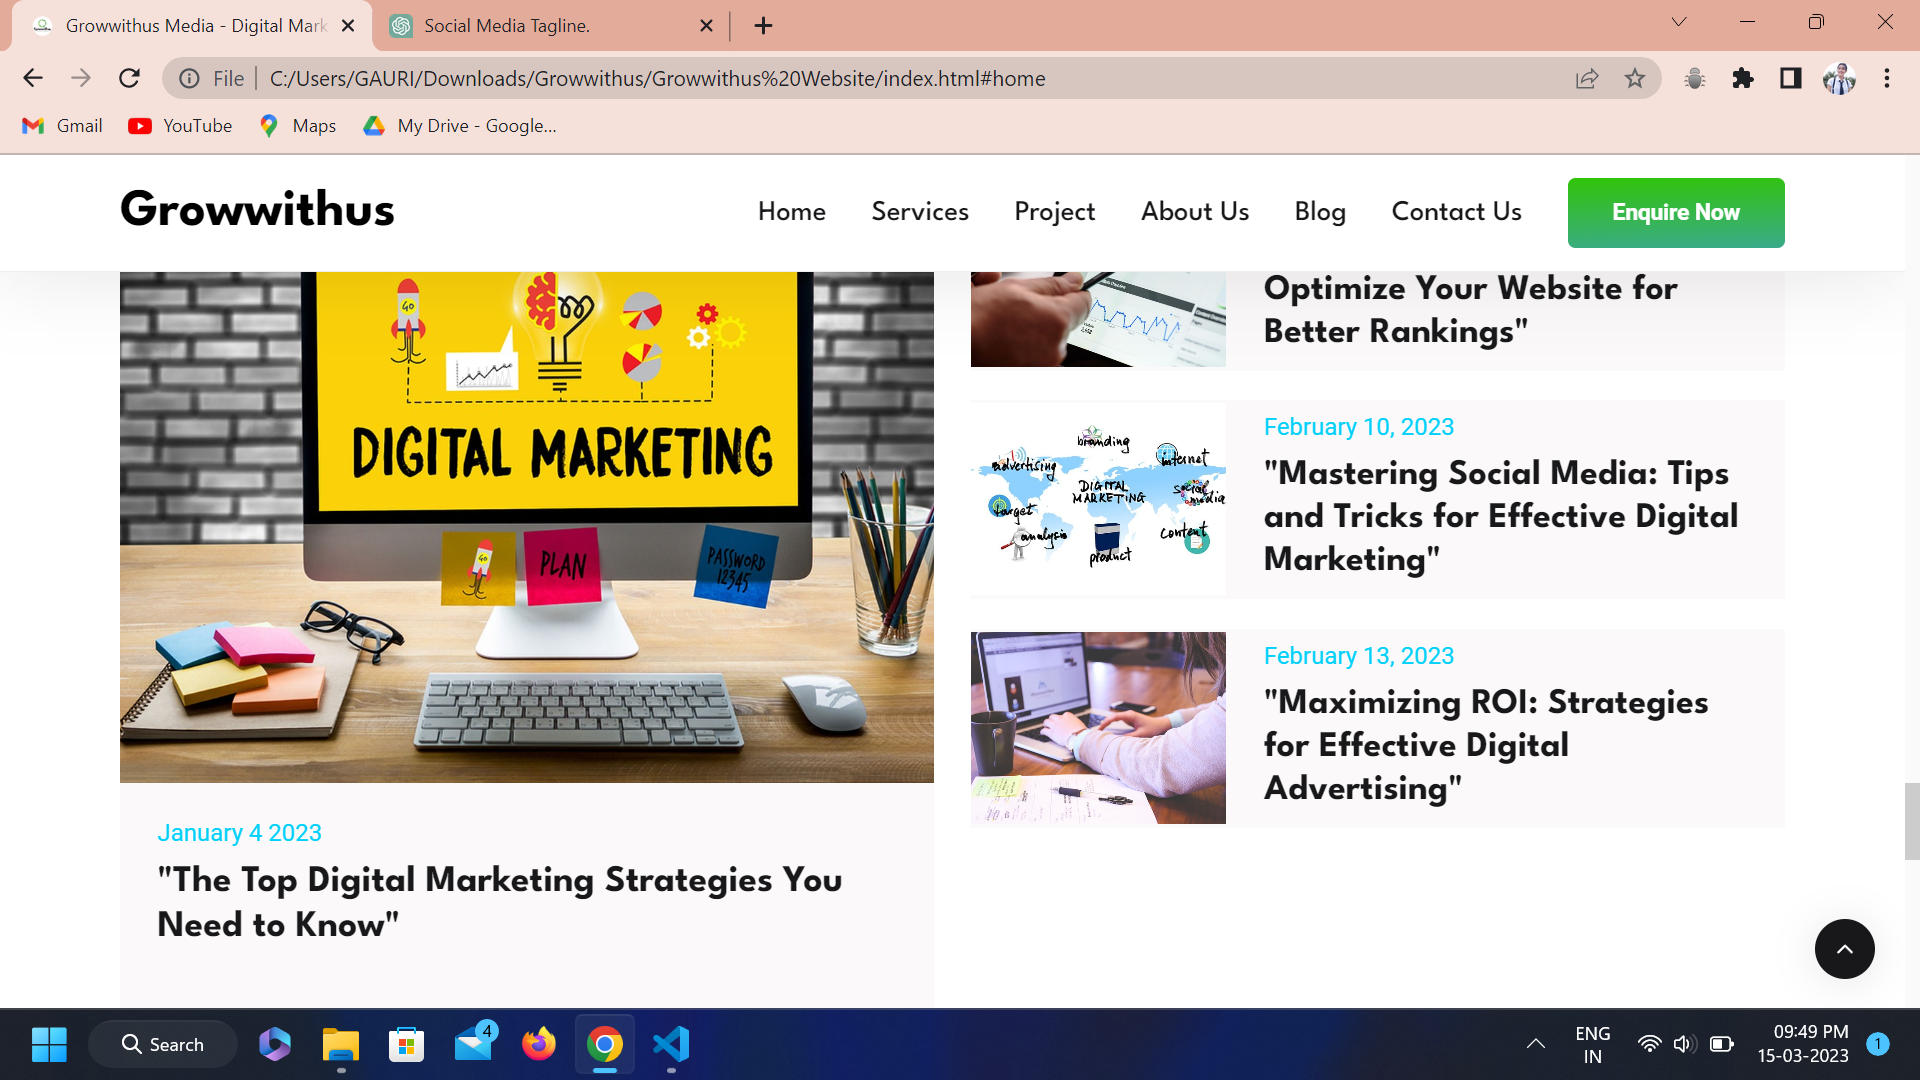 Growwithus Media - Digital Mark
Social Media Tagline.
File
C:/Users/GAURI/Downloads/Growwithus/Growwithus%20Website/index.html#home
Gmail
YouTube
Maps
My Drive - Google...
Growwithus
Home
Services
Project
About Us
Blog
Contact Us
Enquire Now
GO
DIGITAL MARKETING
GO
PLAN
PASSWORD
12345
January 4 2023
"The Top Digital Marketing Strategies You
Need to Know"
Optimize Your Website for
Better Rankings"
branding
advertising
internet
DIGITAL
MARKETING
social
media
target
analysis
content
product
February 10, 2023
"Mastering Social Media: Tips
and Tricks for Effective Digital
Marketing"
February 13, 2023
"Maximizing ROI: Strategies
for Effective Digital
Advertising"
Search
4
ENG
IN
09:49 PM
15-03-2023
1